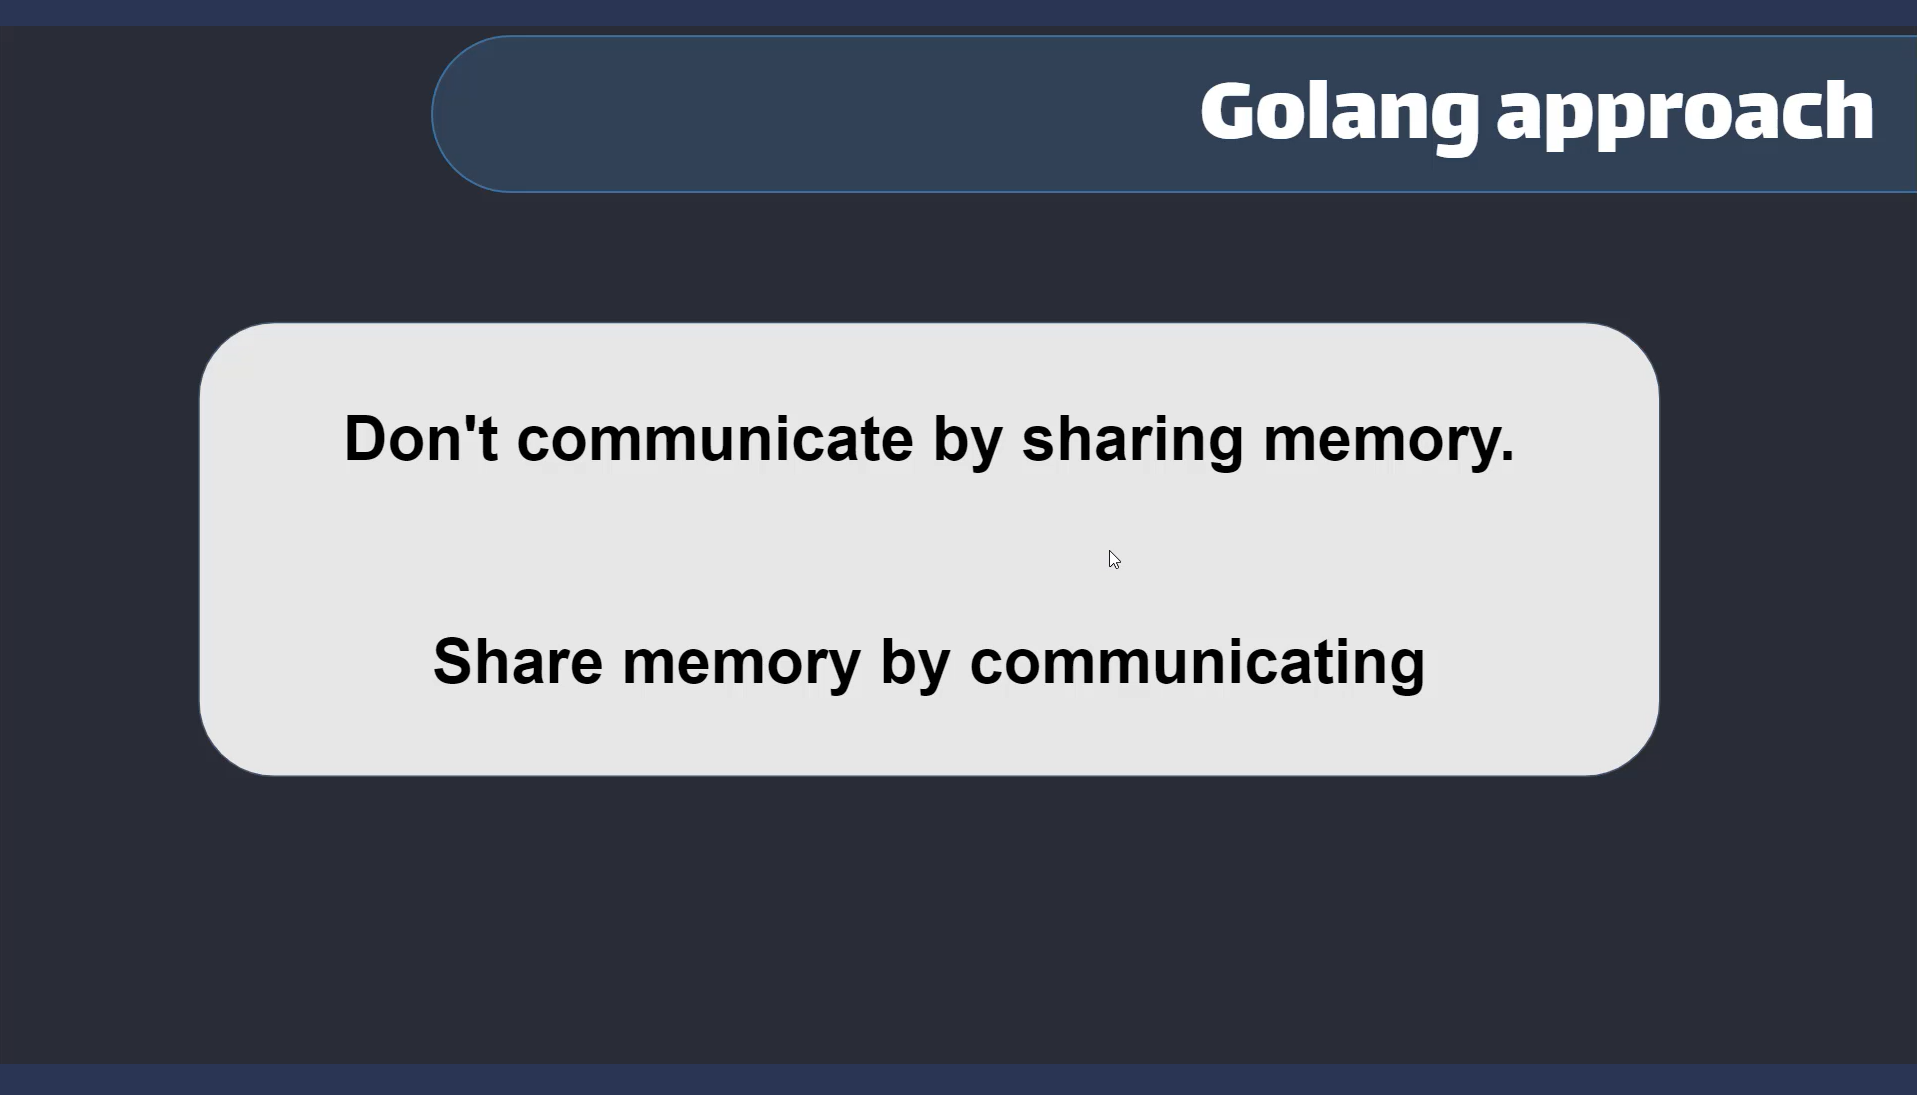 Golang approach
Don't communicate by sharing memory.
Share memory by communicating